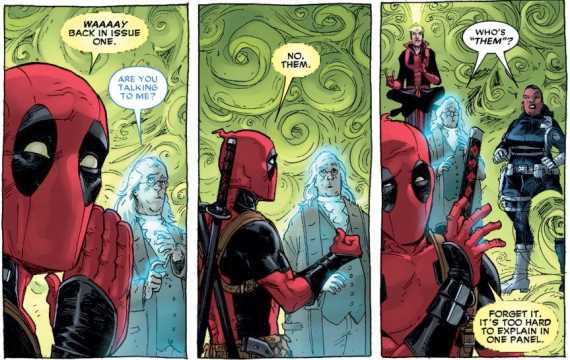 WAAAAY
BACK IN ISSUE
ONE.
ARE YOU
TALKING
TO ME?
NO,
THEM.
WHO'S
"THEM"?
FORGET IT.
IT'S TOO HARD
TO EXPLAIN IN
ONE PANEL.